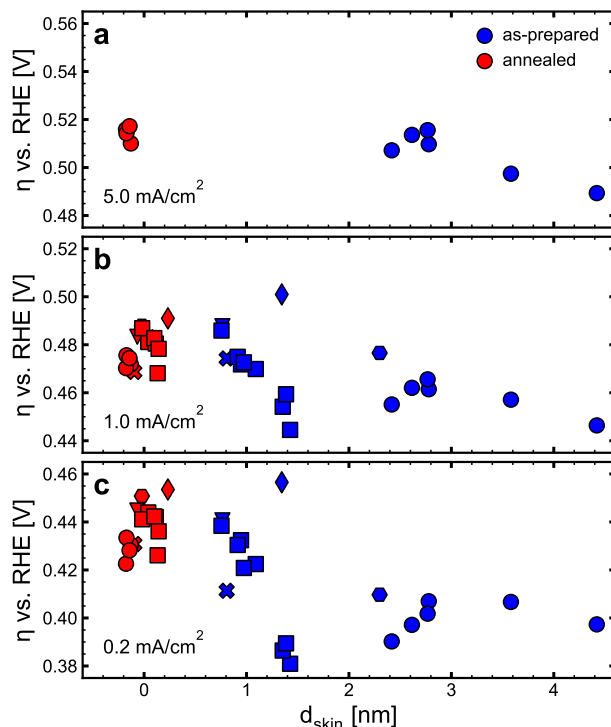 a
as-prepared
annealed
η vs. RHE [V]
0.56
0.54
0.52
0.50
0.48
5.0 mA/cm²
b
η vs. RHE [V]
0.52
0.50
0.48
0.46
0.44
1.0 mA/cm²
c
η vs. RHE [V]
0.46
0.44
0.42
0.40
0.38
0.2 mA/cm²
0 1 2 3 4
d_skin [nm]